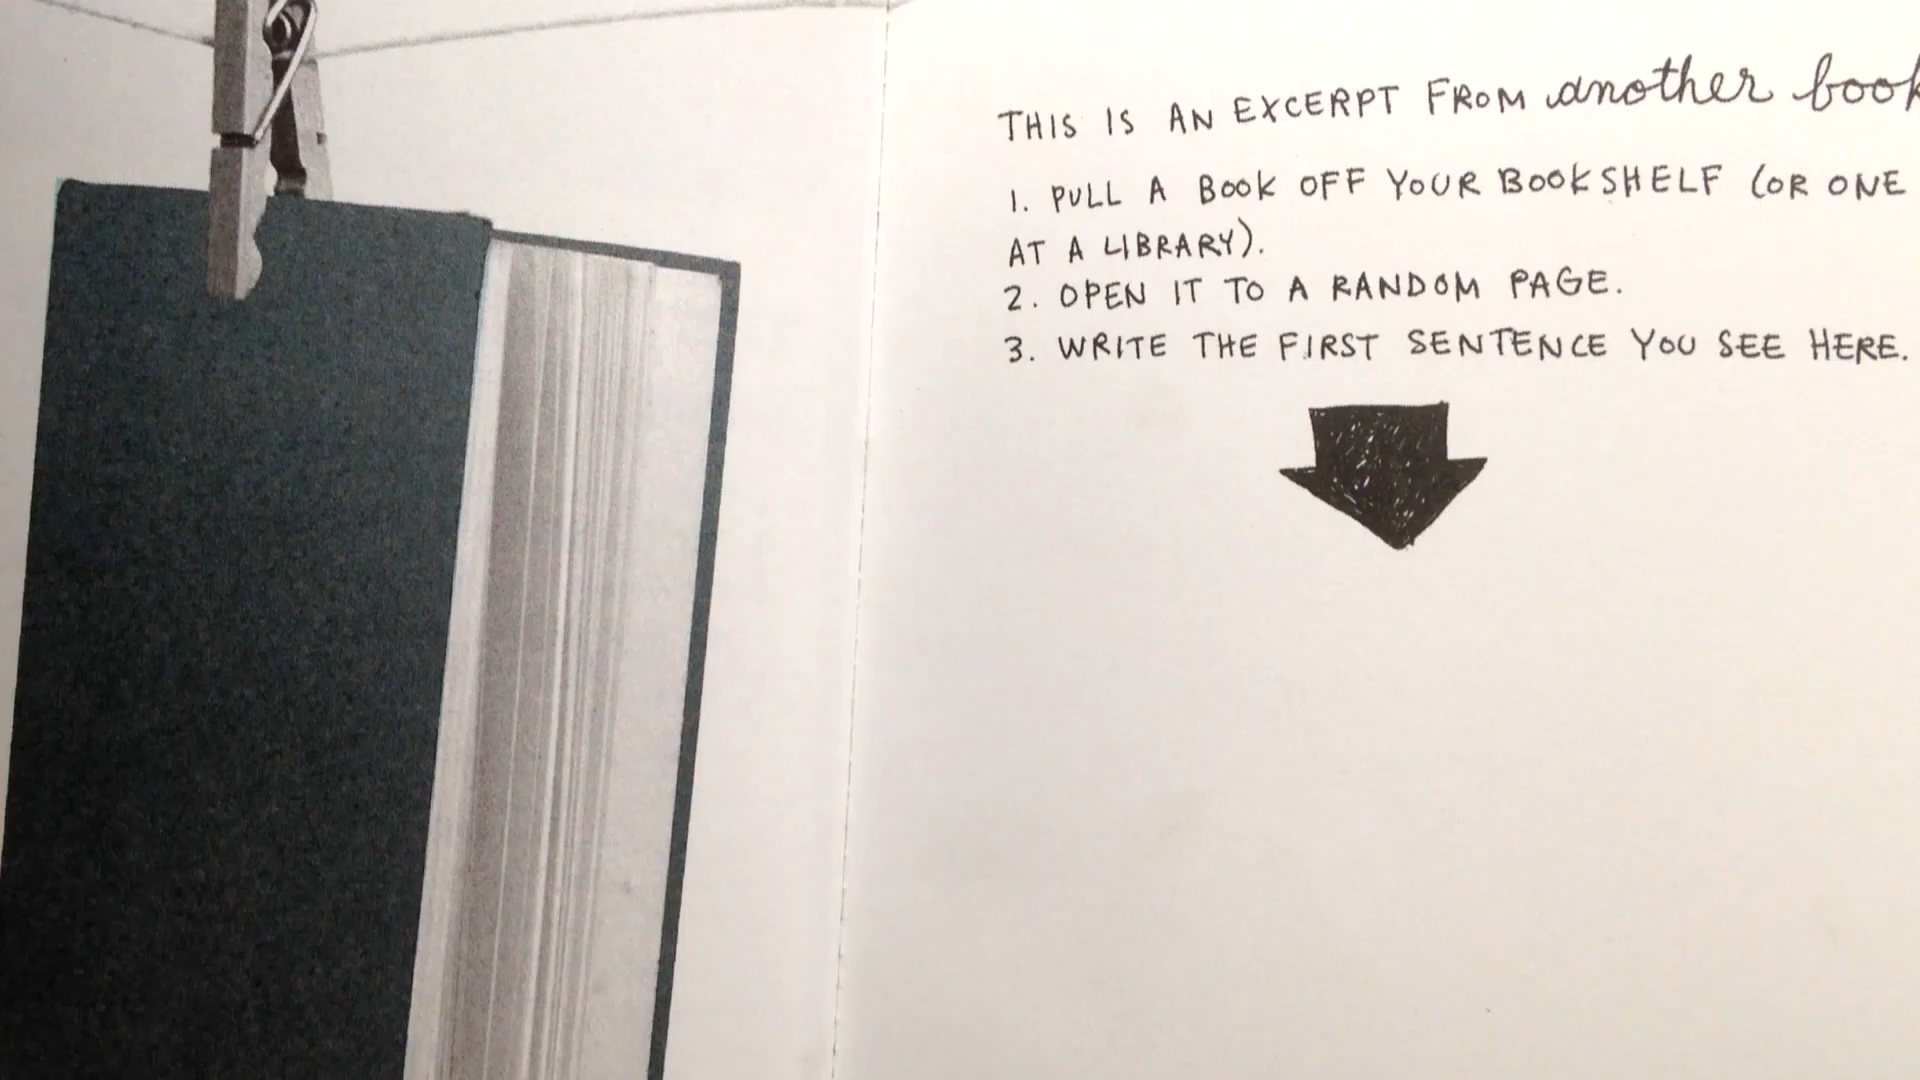 THIS IS AN EXCERPT FROM another book
1. PULL A BOOK OFF YOUR BOOKSHELF (OR ONE
AT A LIBRARY).
2. OPEN IT TO A RANDOM PAGE.
3. WRITE THE FIRST SENTENCE YOU SEE HERE.